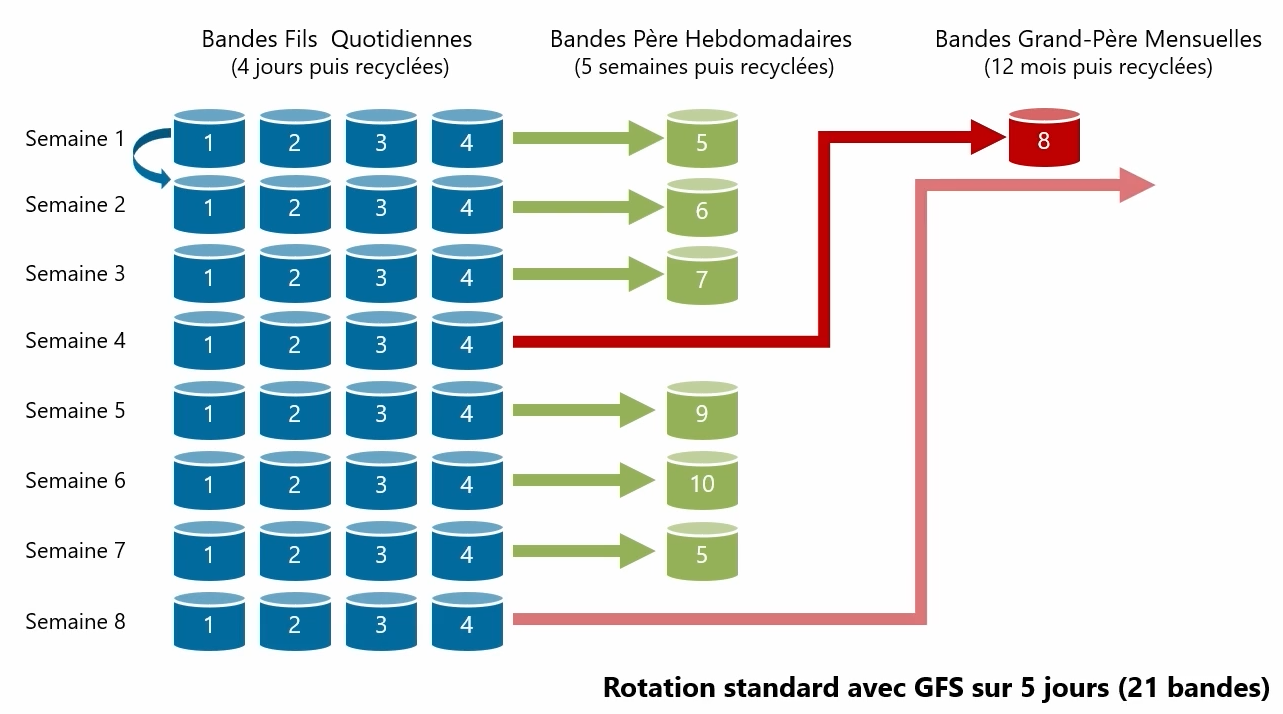 Bandes Fils Quotidiennes
(4 jours puis recyclées)
Bandes Père Hebdomadaires
(5 semaines puis recyclées)
Bandes Grand-Père Mensuelles
(12 mois puis recyclées)
Semaine 1 1 2 3 4 5 8
Semaine 2 1 2 3 4 6
Semaine 3 1 2 3 4 7
Semaine 4 1 2 3 4
Semaine 5 1 2 3 4 9
Semaine 6 1 2 3 4 10
Semaine 7 1 2 3 4 5
Semaine 8 1 2 3 4
Rotation standard avec GFS sur 5 jours (21 bandes)